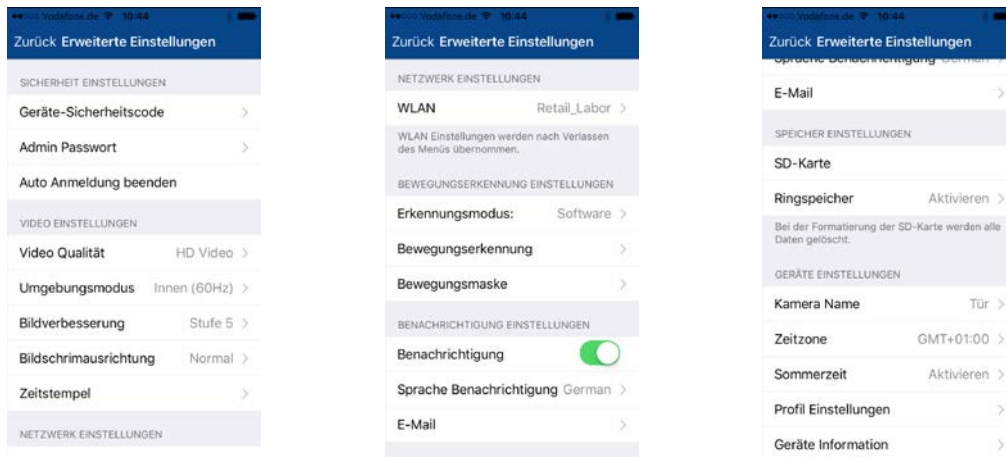 Vodafone.de 10:44
Zurück Erweiterte Einstellungen
SICHERHEIT EINSTELLUNGEN
Geräte-Sicherheitscode
Admin Passwort
Auto Anmeldung beenden
VIDEO EINSTELLUNGEN
Video Qualität HD Video
Umgebungsmodus Innen (60Hz)
Bildverbesserung Stufe 5
Bildschrimausrichtung Normal
Zeitstempel
NETZWERK EINSTELLUNGEN
Vodafone.de 10:44
Zurück Erweiterte Einstellungen
NETZWERK EINSTELLUNGEN
WLAN Retail_Labor
WLAN Einstellungen werden nach Verlassen
des Menüs übernommen.
BEWEGUNGSERKENNUNG EINSTELLUNGEN
Erkennungsmodus: Software
Bewegungserkennung
Bewegungsmaske
BENACHRICHTIGUNG EINSTELLUNGEN
Benachrichtigung
Sprache Benachrichtigung German
E-Mail
Vodafone.de 10:44
Zurück Erweiterte Einstellungen
Sprache Benachrichtigung German
E-Mail
SPEICHER EINSTELLUNGEN
SD-Karte
Ringspeicher Aktivieren
Bei der Formatierung der SD-Karte werden alle
Daten gelöscht.
GERÄTE EINSTELLUNGEN
Kamera Name Tür
Zeitzone GMT+01:00
Sommerzeit Aktivieren
Profil Einstellungen
Geräte Information